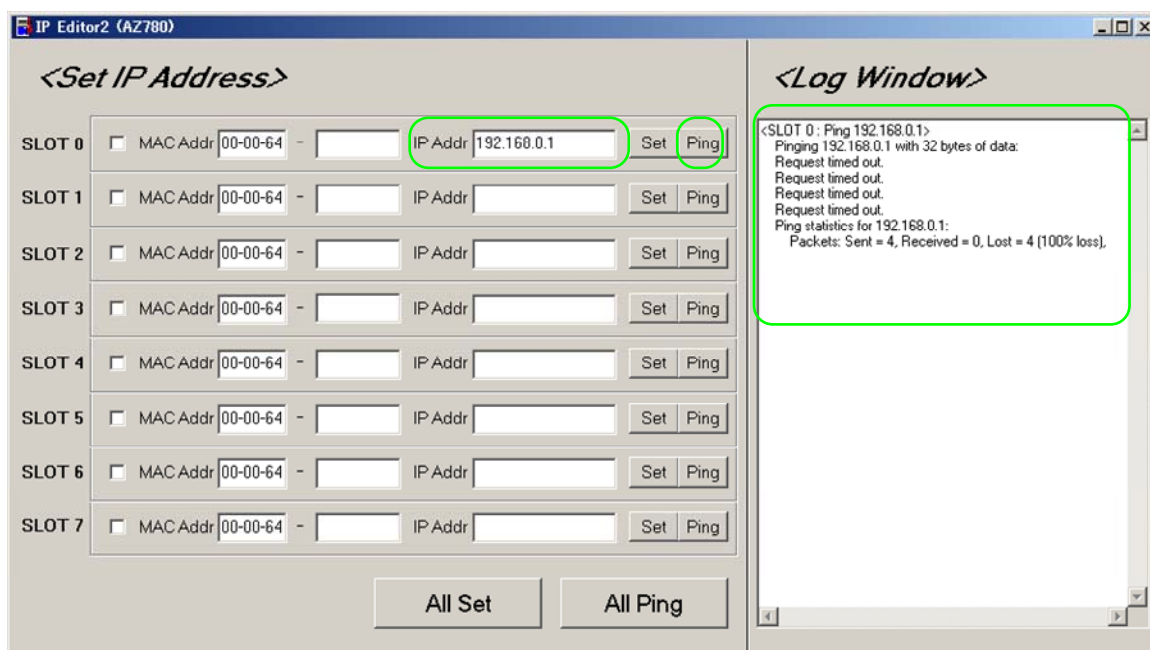 IP Editor2 (AZ780)
<Set IP Address>
SLOT 0 MAC Addr 00-00-64 - IP Addr 192.168.0.1 Set Ping
SLOT 1 MAC Addr 00-00-64 - IP Addr Set Ping
SLOT 2 MAC Addr 00-00-64 - IP Addr Set Ping
SLOT 3 MAC Addr 00-00-64 - IP Addr Set Ping
SLOT 4 MAC Addr 00-00-64 - IP Addr Set Ping
SLOT 5 MAC Addr 00-00-64 - IP Addr Set Ping
SLOT 6 MAC Addr 00-00-64 - IP Addr Set Ping
SLOT 7 MAC Addr 00-00-64 - IP Addr Set Ping
All Set All Ping
<Log Window>
<SLOT 0 : Ping 192.168.0.1>
Pinging 192.168.0.1 with 32 bytes of data:
Request timed out.
Request timed out.
Request timed out.
Request timed out.
Ping statistics for 192.168.0.1:
Packets: Sent = 4, Received = 0, Lost = 4 (100% loss),